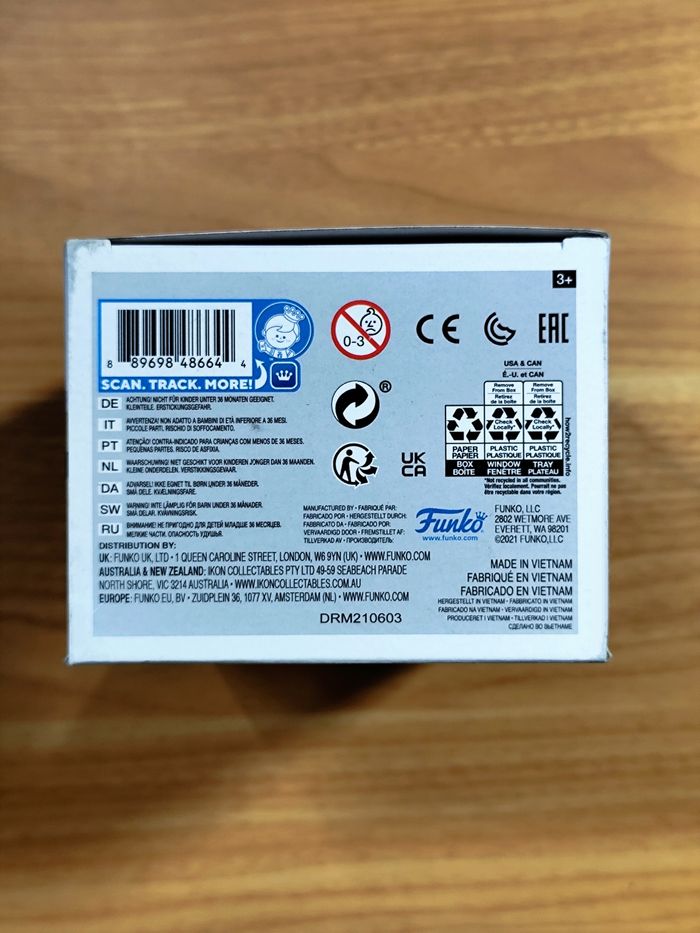 3+
8 89698 48664 4
SCAN. TRACK. MORE!
0-3
CE
EAC
®
UK
CA
USA & CAN
É.-U. et CAN
Remove From Box
Retirez de la boîte
Remove From Box
Retirez de la boîte
Check Locally*
Check Locally*
PAPER
PAPIER
PLASTIC
PLASTIQUE
PLASTIC
PLASTIQUE
BOX
BOÎTE
WINDOW
FENÊTRE
TRAY
PLATEAU
how2recycle.info
*Not recycled in all communities.
Vérifiez localement. Pourrait ne pas
être recyclable dans votre région.
DE ACHTUNG! NICHT FÜR KINDER UNTER 36 MONATEN GEEIGNET.
KLEINTEILE. ERSTICKUNGSGEFAHR.
IT AVVERTENZA! NON ADATTO A BAMBINI DI ETÀ INFERIORE A 36 MESI.
PICCOLE PARTI. RISCHIO DI SOFFOCAMENTO.
PT ATENÇÃO! CONTRA-INDICADO PARA CRIANÇAS COM MENOS DE 36 MESES.
PEQUENAS PARTES. RISCO DE ASFIXIA.
NL WAARSCHUWING! NIET GESCHIKT VOOR KINDEREN JONGER DAN 36 MAANDEN.
KLEINE ONDERDELEN. VERSTIKKINGSGEVAAR.
DA ADVARSEL! IKKE EGNET TIL BØRN UNDER 36 MÅNEDER.
SMÅ DELE. KVÆLNINGSFARE.
SW VARNING! INTE LÄMPLIG FÖR BARN UNDER 36 MÅNADER.
SMÅ DELAR. KVÄVNINGSRISK.
RU ВНИМАНИЕ! НЕ ПРИГОДНО ДЛЯ ДЕТЕЙ МЛАДШЕ 36 МЕСЯЦЕВ.
МЕЛКИЕ ЧАСТИ. ОПАСНОСТЬ УДУШЬЯ.
MANUFACTURED BY • FABRIQUÉ PAR:
FABRICADO POR • HERGESTELLT DURCH:
FABBRICATO DA • FABRICADO POR:
VERVAARDIGD DOOR • FREMSTILLET AF:
TILLVERKAD AV • ПРОИЗВОДИТЕЛЬ:
Funko
www.funko.com
FUNKO, LLC
2802 WETMORE AVE
EVERETT, WA 98201
©2021 FUNKO,LLC
DISTRIBUTION BY:
UK: FUNKO UK, LTD • 1 QUEEN CAROLINE STREET, LONDON, W6 9YN (UK) • WWW.FUNKO.COM
AUSTRALIA & NEW ZEALAND: IKON COLLECTABLES PTY LTD 49-59 SEABEACH PARADE
NORTH SHORE, VIC 3214 AUSTRALIA • WWW.IKONCOLLECTABLES.COM.AU
EUROPE: FUNKO EU, BV • ZUIDPLEIN 36, 1077 XV, AMSTERDAM (NL) • WWW.FUNKO.COM
DRM210603
MADE IN VIETNAM
FABRIQUÉ EN VIETNAM
FABRICADO EN VIETNAM
HERGESTELLT IN VIETNAM • FABBRICATO IN VIETNAM
FABRICADO NA VIETNAM • VERVAARDIGD IN VIETNAM
PRODUCERET I VIETNAM • TILLVERKAD I VIETNAM
СДЕЛАНО ВО ВЬЕТНАМЕ